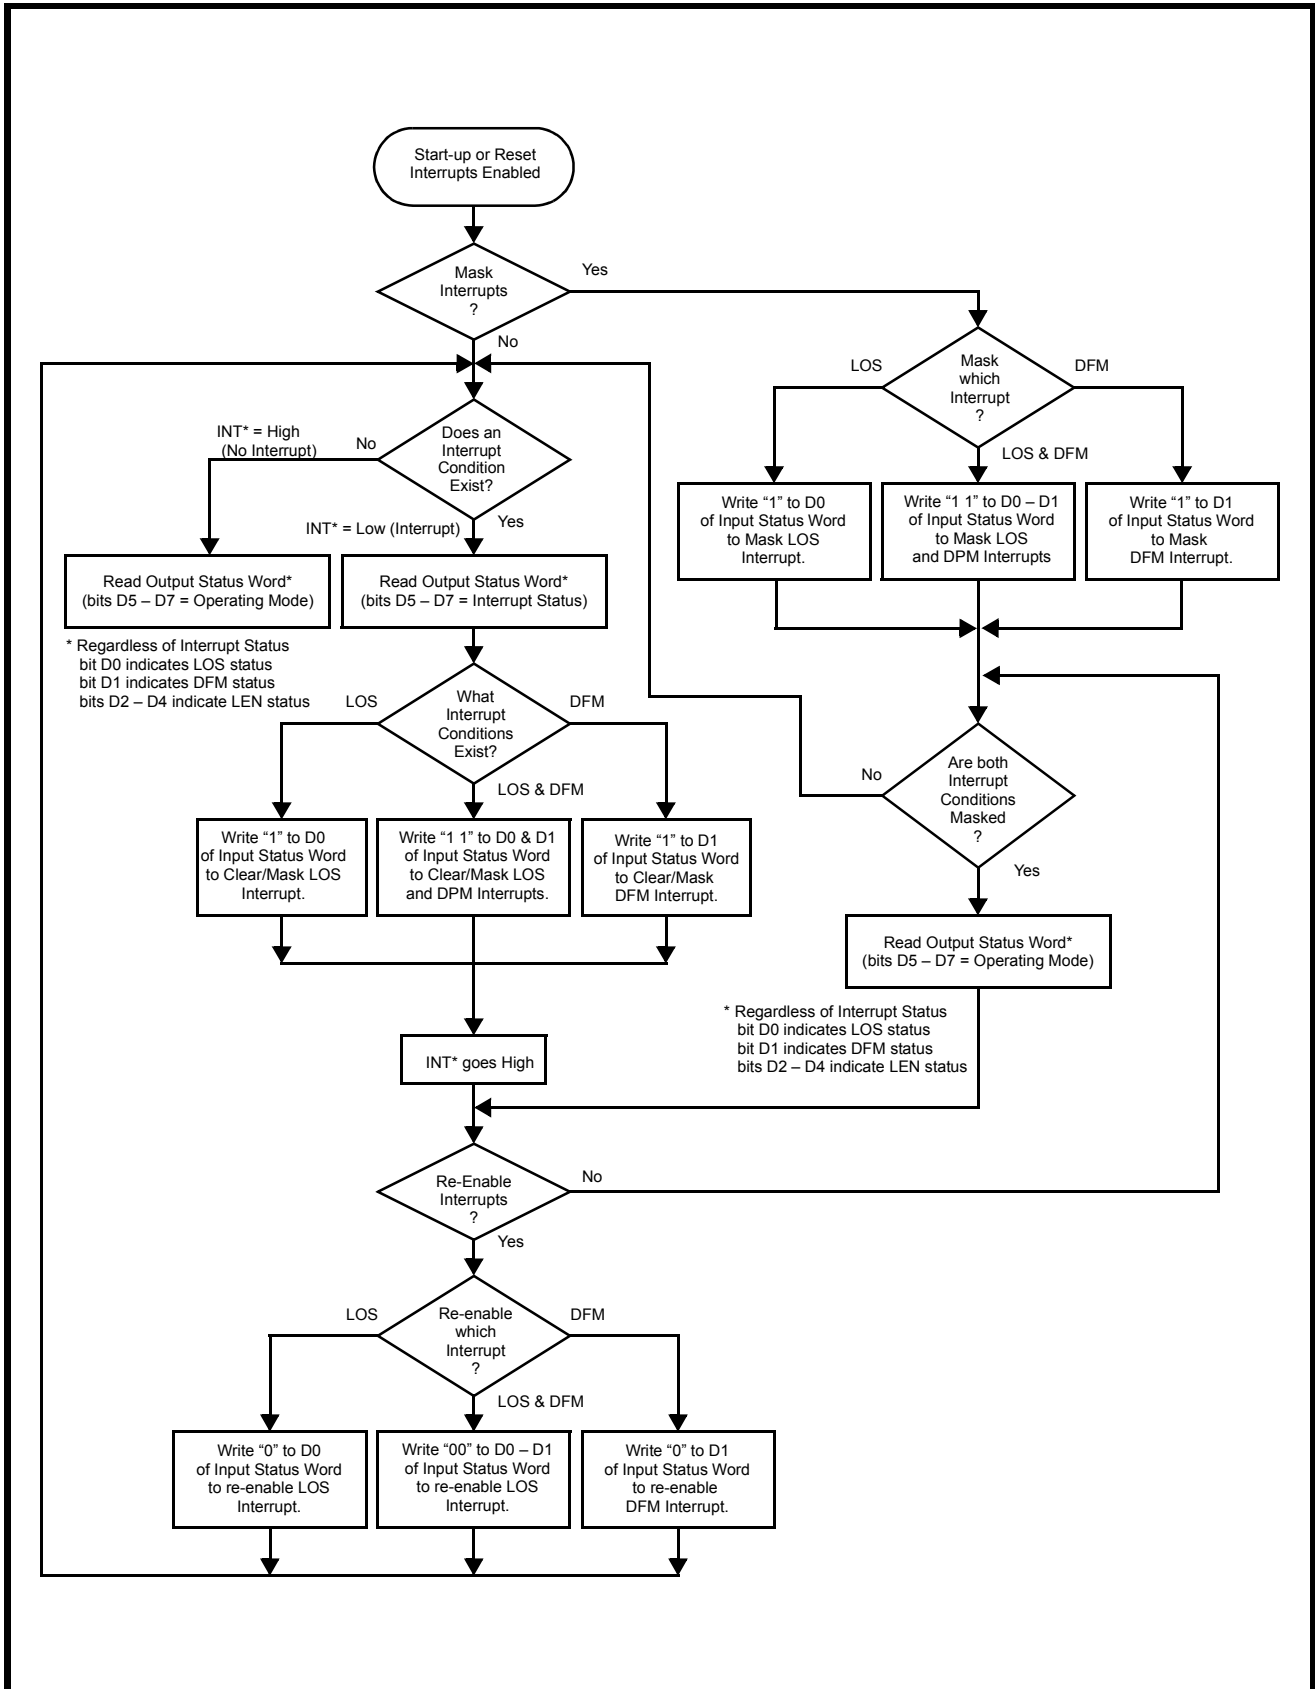 Start-up or Reset
Interrupts Enabled
Mask
Interrupts
?
Yes
No
Mask
which
Interrupt
?
LOS
DFM
LOS & DFM
Write “1” to D0
of Input Status Word
to Mask LOS
Interrupt.
Write “1 1” to D0 – D1
of Input Status Word
to Mask LOS
and DPM Interrupts
Write “1” to D1
of Input Status Word
to Mask
DFM Interrupt.
Does an
Interrupt
Condition
Exist?
INT* = High
(No Interrupt)
No
INT* = Low (Interrupt)
Yes
Read Output Status Word*
(bits D5 – D7 = Operating Mode)
Read Output Status Word*
(bits D5 – D7 = Interrupt Status)
* Regardless of Interrupt Status
bit D0 indicates LOS status
bit D1 indicates DFM status
bits D2 – D4 indicate LEN status
What
Interrupt
Conditions
Exist?
LOS
DFM
LOS & DFM
Write “1” to D0
of Input Status Word
to Clear/Mask LOS
Interrupt.
Write “1 1” to D0 & D1
of Input Status Word
to Clear/Mask LOS
and DPM Interrupts.
Write “1” to D1
of Input Status Word
to Clear/Mask
DFM Interrupt.
Are both
Interrupt
Conditions
Masked
?
No
Yes
Read Output Status Word*
(bits D5 – D7 = Operating Mode)
* Regardless of Interrupt Status
bit D0 indicates LOS status
bit D1 indicates DFM status
bits D2 – D4 indicate LEN status
INT* goes High
Re-Enable
Interrupts
?
No
Yes
Re-enable
which
Interrupt
?
LOS
DFM
LOS & DFM
Write “0” to D0
of Input Status Word
to re-enable LOS
Interrupt.
Write “00” to D0 – D1
of Input Status Word
to re-enable LOS
Interrupt.
Write “0” to D1
of Input Status Word
to re-enable
DFM Interrupt.